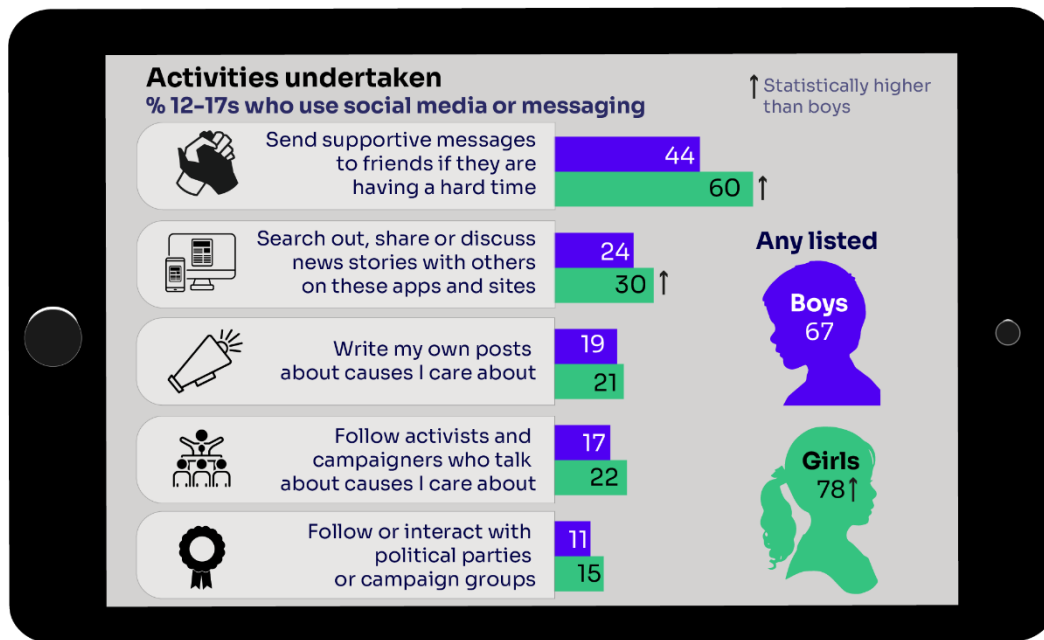 Activities undertaken
% 12-17s who use social media or messaging
↑ Statistically higher
than boys
Send supportive messages
to friends if they are
having a hard time
44
60 ↑
Search out, share or discuss
news stories with others
on these apps and sites
24
30 ↑
Write my own posts
about causes I care about
19
21
Follow activists and
campaigners who talk
about causes I care about
17
22
Follow or interact with
political parties
or campaign groups
11
15
Any listed
Boys
67
Girls
78↑